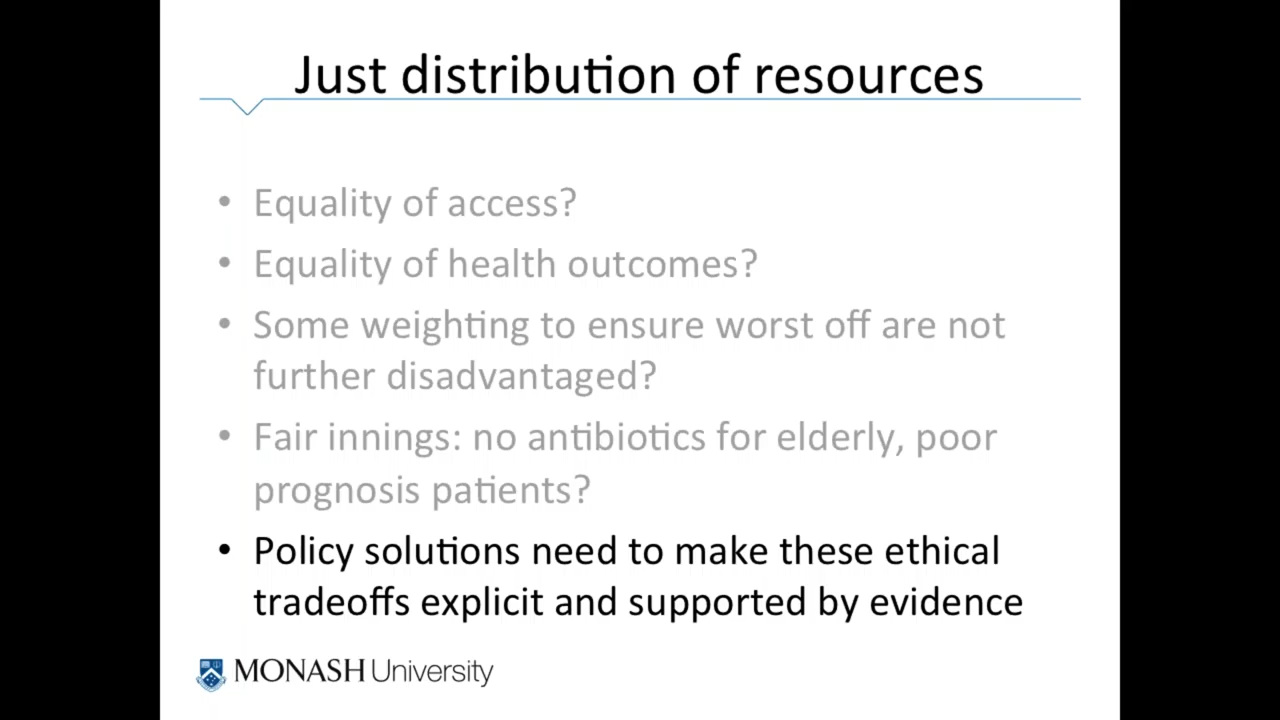 Just distribution of resources
• Equality of access?
• Equality of health outcomes?
• Some weighting to ensure worst off are not
further disadvantaged?
• Fair innings: no antibiotics for elderly, poor
prognosis patients?
• Policy solutions need to make these ethical
tradeoffs explicit and supported by evidence
MONASH University